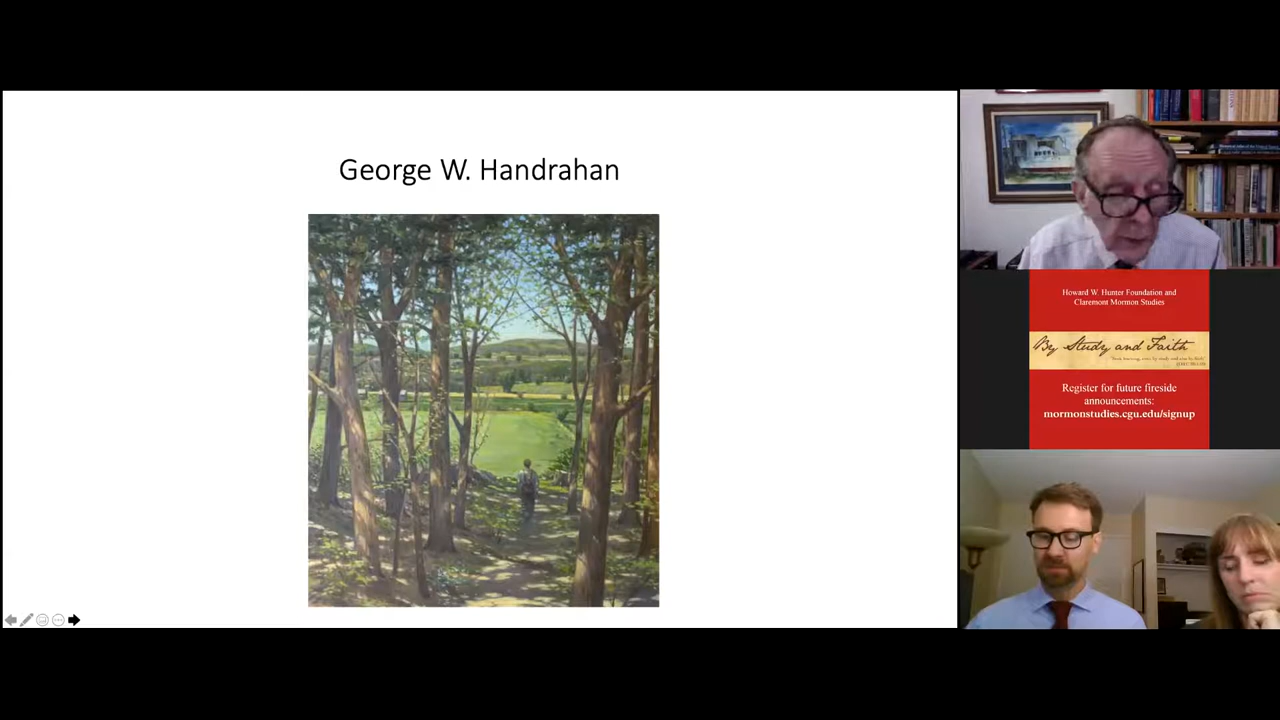 George W. Handrahan
Howard W. Hunter Foundation and
Claremont Mormon Studies
By Study and Faith
Register for future fireside
announcements:
mormonstudies.cgu.edu/signup